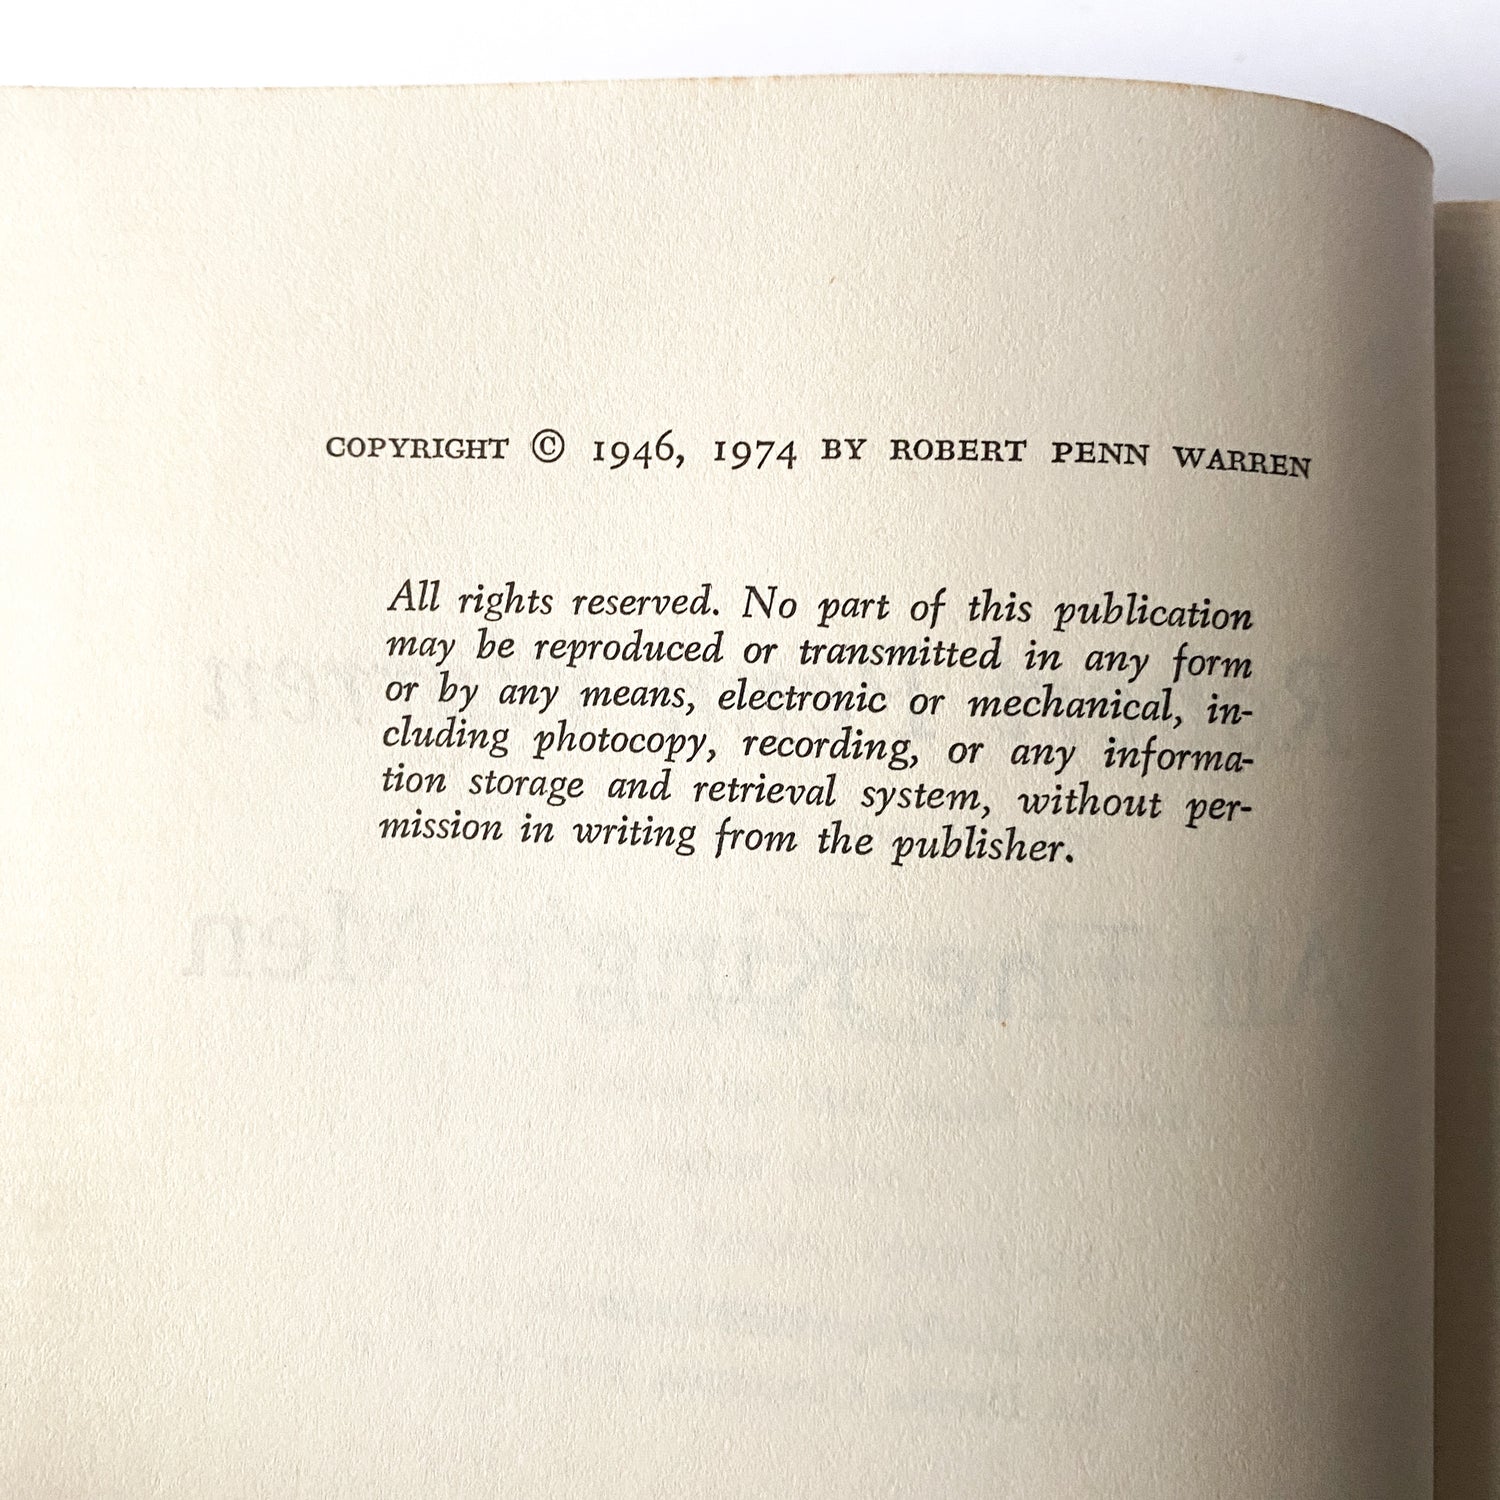 COPYRIGHT © 1946, 1974 BY ROBERT PENN WARREN
All rights reserved. No part of this publication
may be reproduced or transmitted in any form
or by any means, electronic or mechanical, in-
cluding photocopy, recording, or any informa-
tion storage and retrieval system, without per-
mission in writing from the publisher.